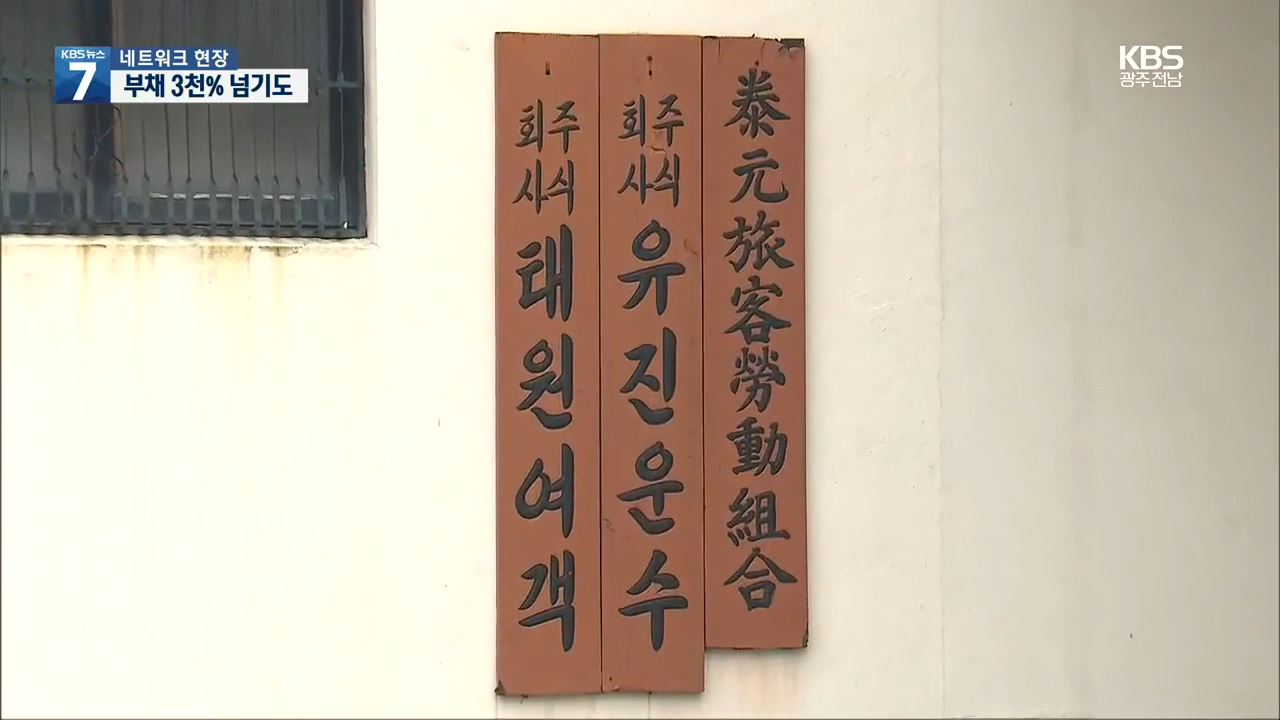 KBS뉴스
7
네트워크 현장
부채 3천% 넘기도
KBS
광주전남
주식회사 태원여객
주식회사 유진운수
泰元旅客勞動組合